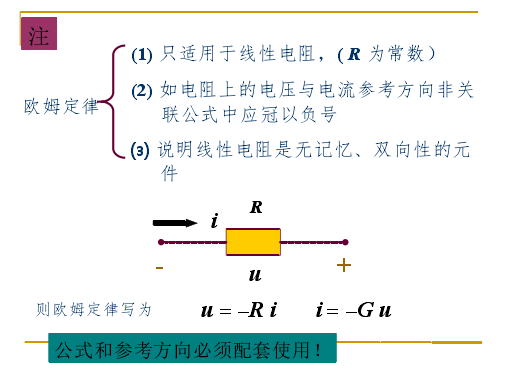 注
欧姆定律
(1) 只适用于线性电阻，( R 为常数）
(2) 如电阻上的电压与电流参考方向非关
联公式中应冠以负号
(3) 说明线性电阻是无记忆、双向性的元
件
R
i
- u +
则欧姆定律写为 u = –R i i = –G u
公式和参考方向必须配套使用！